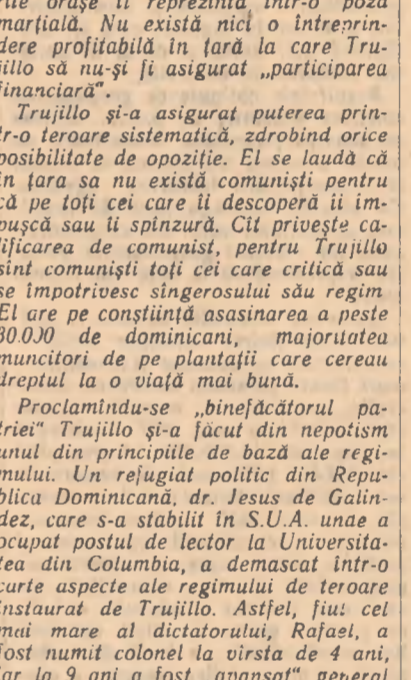 rile orașe îl reprezintă într-o poză
marțială. Nu există nici o întreprin-
dere profitabilă în țară la care Tru-
jillo să nu-și fi asigurat „participarea
financiară".
Trujillo și-a asigurat puterea prin-
tr-o teroare sistematică, zdrobind orice
posibilitate de opoziție. El se laudă că
în țara sa nu există comuniști pentru
că pe toți cei care îi descoperă îi îm-
pușcă sau îi spînzură. Cît privește ca-
lificarea de comunist, pentru Trujillo
sînt comuniști toți cei care critică sau
se împotrivesc sîngerosului său regim
El are pe conștiință asasinarea a peste
30.000 de dominicani, majoritatea
muncitori de pe plantații care cereau
dreptul la o viață mai bună.
Proclamîndu-se „binefăcătorul pa-
triei" Trujillo și-a făcut din nepotism
unul din principiile de bază ale regi-
mului. Un refugiat politic din Repu-
blica Dominicană, dr. Jesus de Galin-
dez, care s-a stabilit în S.U.A. unde a
ocupat postul de lector la Universita-
tea din Columbia, a demascat într-o
carte aspecte ale regimului de teroare
instaurat de Trujillo. Astfel, fiul cel
mai mare al dictatorului, Rafael, a
fost numit colonel la vîrsta de 4 ani,
iar la 9 ani a fost „avansat" general